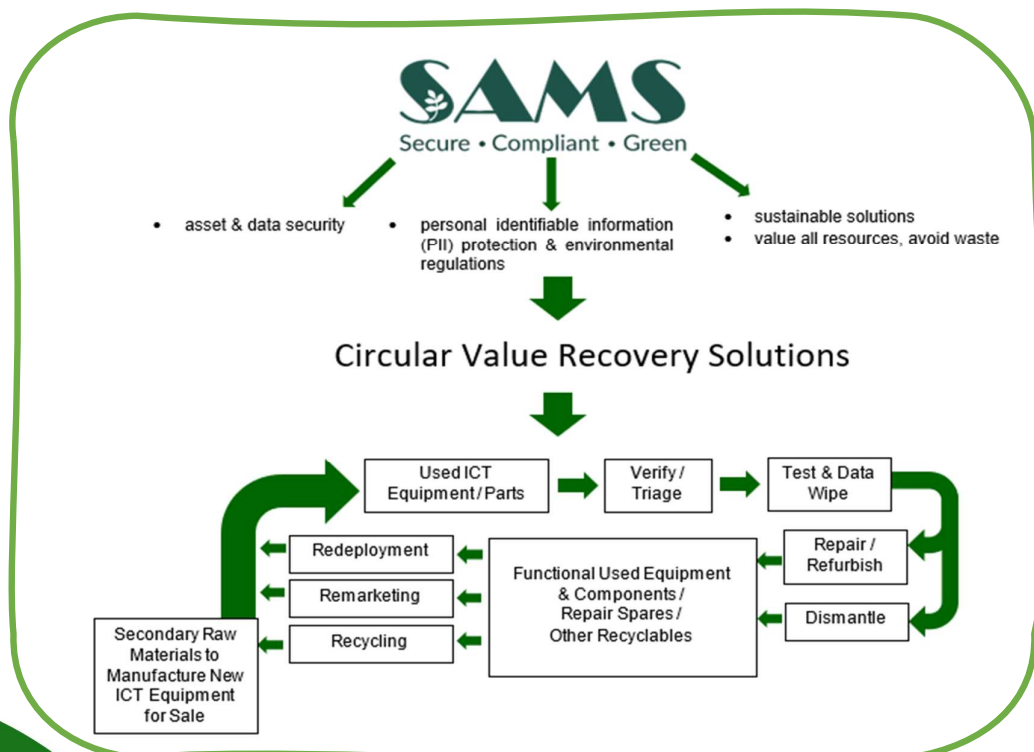 SAMS
Secure • Compliant • Green
• asset & data security
• personal identifiable information
(PII) protection & environmental
regulations
• sustainable solutions
• value all resources, avoid waste
Circular Value Recovery Solutions
Used ICT
Equipment/Parts
Verify /
Triage
Test & Data
Wipe
Repair /
Refurbish
Dismantle
Functional Used Equipment
& Components /
Repair Spares /
Other Recyclables
Redeployment
Remarketing
Recycling
Secondary Raw
Materials to
Manufacture New
ICT Equipment
for Sale